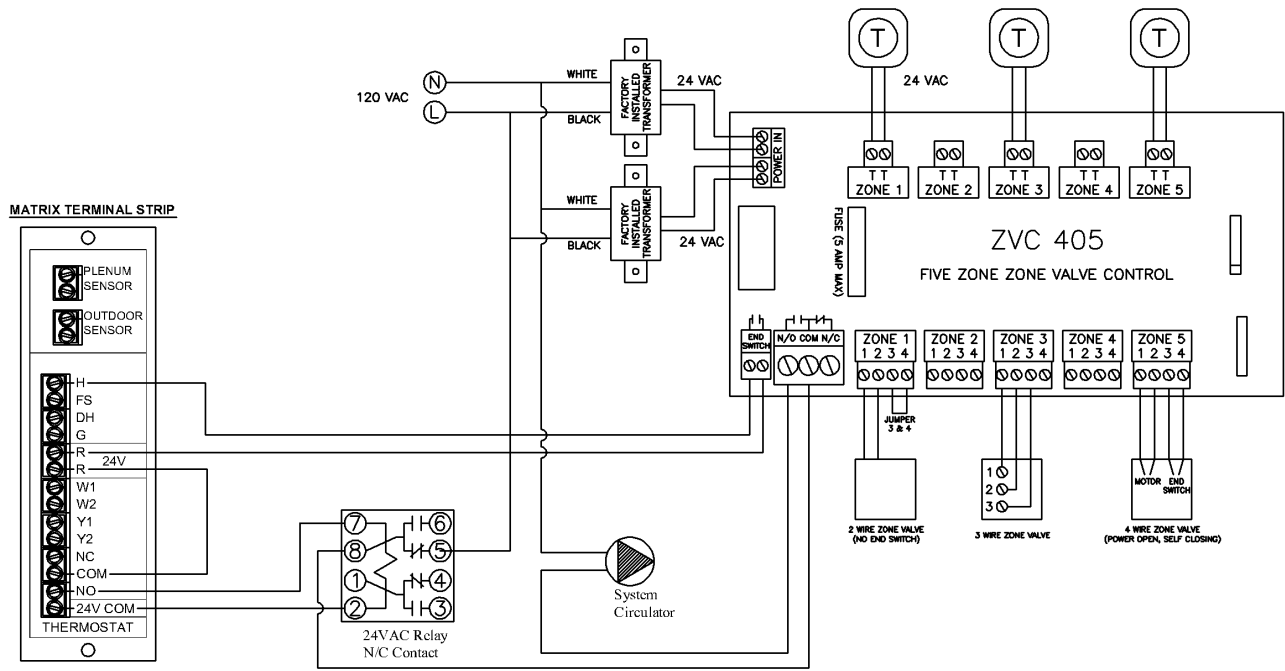 T
T
T
24 VAC
120 VAC
N
L
WHITE
BLACK
FACTORY
INSTALLED
TRANSFORMER
24 VAC
WHITE
BLACK
FACTORY
INSTALLED
TRANSFORMER
24 VAC
POWER IN
T T
ZONE 1
T T
ZONE 2
T T
ZONE 3
T T
ZONE 4
T T
ZONE 5
FUSE (5 AMP MAX)
ZVC 405
FIVE ZONE ZONE VALVE CONTROL
END
SWITCH
N/O COM N/C
ZONE 1
1 2 3 4
ZONE 2
1 2 3 4
ZONE 3
1 2 3 4
ZONE 4
1 2 3 4
ZONE 5
1 2 3 4
JUMPER
3 & 4
2 WIRE ZONE VALVE
(NO END SWITCH)
1
2
3
3 WIRE ZONE VALVE
MOTOR
END
SWITCH
4 WIRE ZONE VALVE
(POWER OPEN, SELF CLOSING)
MATRIX TERMINAL STRIP
PLENUM
SENSOR
OUTDOOR
SENSOR
H
FS
DH
G
R
24V
R
W1
W2
Y1
Y2
NC
COM
NO
24V COM
THERMOSTAT
7
6
8
5
1
4
2
3
24VAC Relay
N/C Contact
System
Circulator